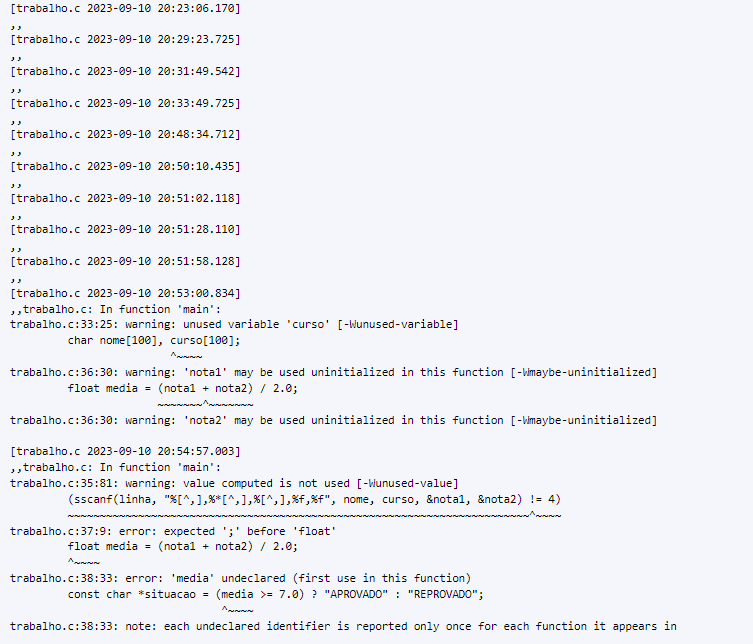 [trabalho.c 2023-09-10 20:23:06.170]
,,
[trabalho.c 2023-09-10 20:29:23.725]
,,
[trabalho.c 2023-09-10 20:31:49.542]
,,
[trabalho.c 2023-09-10 20:33:49.725]
,,
[trabalho.c 2023-09-10 20:48:34.712]
,,
[trabalho.c 2023-09-10 20:50:10.435]
,,
[trabalho.c 2023-09-10 20:51:02.118]
,,
[trabalho.c 2023-09-10 20:51:28.110]
,,
[trabalho.c 2023-09-10 20:51:58.128]
,,
[trabalho.c 2023-09-10 20:53:00.834]
,,trabalho.c: In function 'main':
trabalho.c:33:25: warning: unused variable 'curso' [-Wunused-variable]
         char nome[100], curso[100];
                         ^~~~~
trabalho.c:36:30: warning: 'nota1' may be used uninitialized in this function [-Wmaybe-uninitialized]
         float media = (nota1 + nota2) / 2.0;
                       ~~~~~~~^~~~~~~~
trabalho.c:36:30: warning: 'nota2' may be used uninitialized in this function [-Wmaybe-uninitialized]
[trabalho.c 2023-09-10 20:54:57.003]
,,trabalho.c: In function 'main':
trabalho.c:35:81: warning: value computed is not used [-Wunused-value]
         (sscanf(linha, "%[^,],%*[^,],%[^,],%f,%f", nome, curso, &nota1, &nota2) != 4)
         ~~~~~~~~~~~~~~~~~~~~~~~~~~~~~~~~~~~~~~~~~~~~~~~~~~~~~~~~~~~~~~~~~~~~~~~~^~~~~
trabalho.c:37:9: error: expected ';' before 'float'
         float media = (nota1 + nota2) / 2.0;
         ^~~~~
trabalho.c:38:33: error: 'media' undeclared (first use in this function)
         const char *situacao = (media >= 7.0) ? "APROVADO" : "REPROVADO";
                                 ^~~~~
trabalho.c:38:33: note: each undeclared identifier is reported only once for each function it appears in